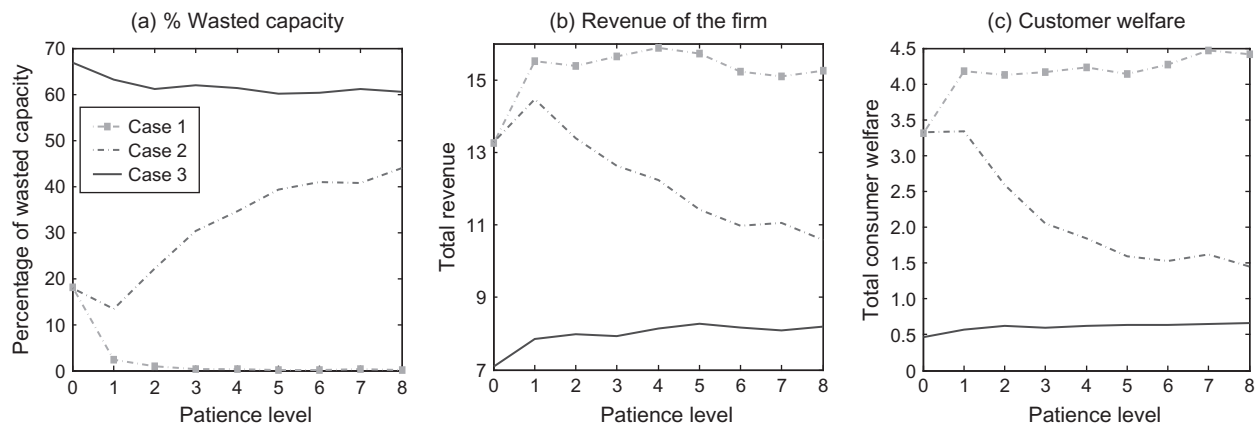 (a) % Wasted capacity
Percentage of wasted capacity
70
60
50
40
30
20
10
0
Case 1
Case 2
Case 3
0 1 2 3 4 5 6 7 8
Patience level
(b) Revenue of the firm
Total revenue
15
13
11
9
7
0 1 2 3 4 5 6 7 8
Patience level
(c) Customer welfare
Total consumer welfare
4.5
4.0
3.5
3.0
2.5
2.0
1.5
1.0
0.5
0
0 1 2 3 4 5 6 7 8
Patience level